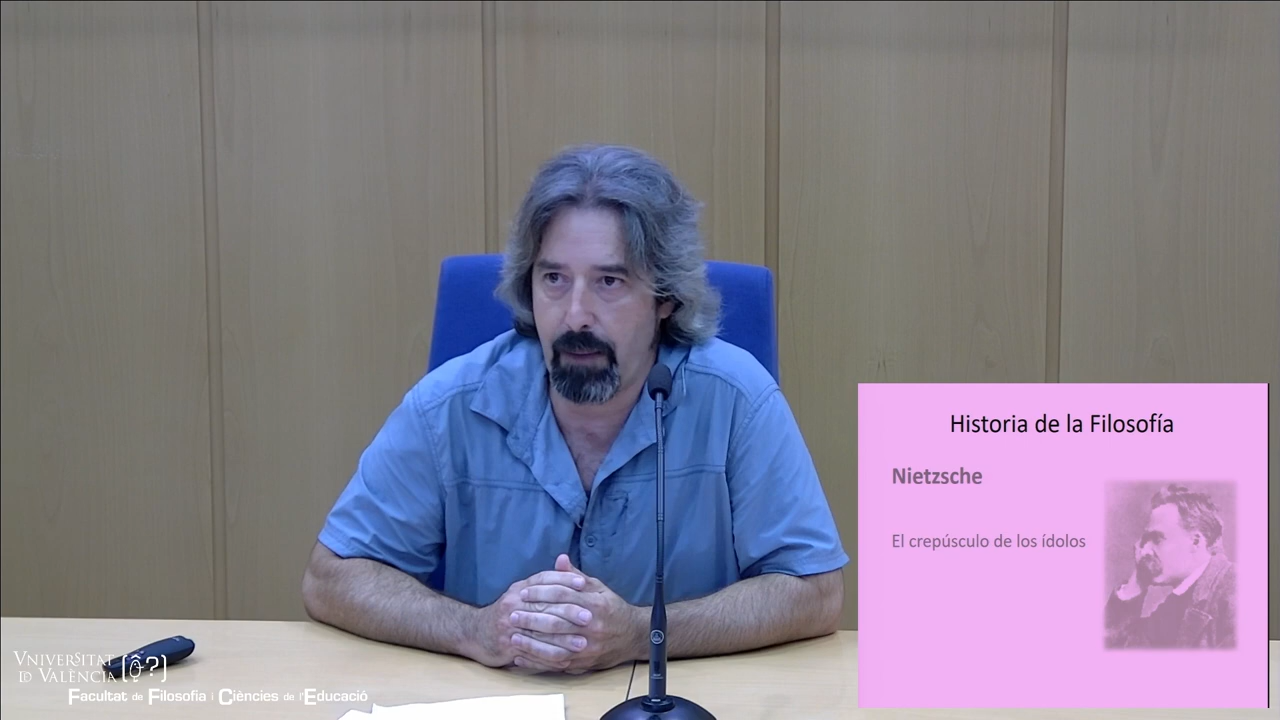 Historia de la Filosofía
Nietzsche
El crepúsculo de los ídolos
VNIVERSITAT
ID VALÈNCIA [ô?]
Facultat de Filosofia i Ciències de l'Educació